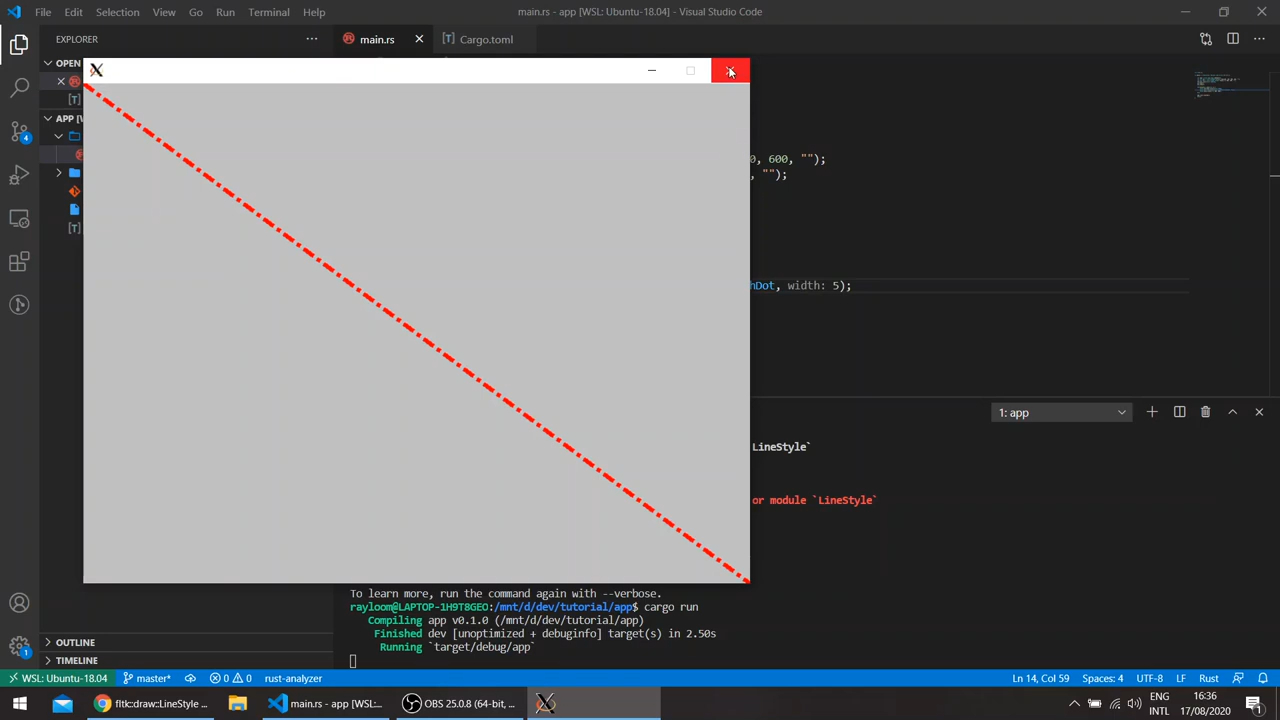 File Edit Selection View Go Run Terminal Help
main.rs - app [WSL: Ubuntu-18.04] - Visual Studio Code
EXPLORER
main.rs
Cargo.toml
OPEN
APP [W
0, 600, "");
, "");
hDot, width: 5);
1: app
LineStyle`
or module `LineStyle`
To learn more, run the command again with --verbose.
rayloom@LAPTOP-1H9T8GEO:/mnt/d/dev/tutorial/app$ cargo run
Compiling app v0.1.0 (/mnt/d/dev/tutorial/app)
Finished dev [unoptimized + debuginfo] target(s) in 2.50s
Running `target/debug/app`
OUTLINE
TIMELINE
4
1
WSL: Ubuntu-18.04 master* 0 0 rust-analyzer
Ln 14, Col 59 Spaces: 4 UTF-8 LF Rust
fltk::draw::LineStyle ...
main.rs - app [WSL:...
OBS 25.0.8 (64-bit, ...
ENG
INTL
16:36
17/08/2020
1